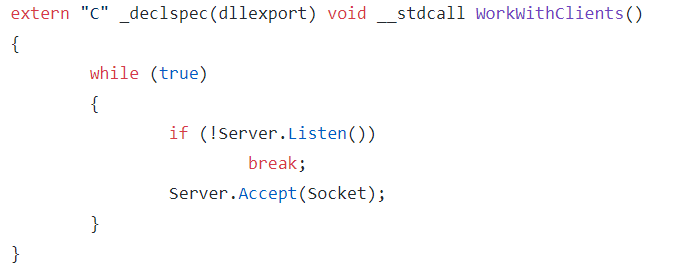 extern "C" _declspec(dllexport) void __stdcall WorkWithClients()
{
        while (true)
        {
                if (!Server.Listen())
                        break;
                Server.Accept(Socket);
        }
}